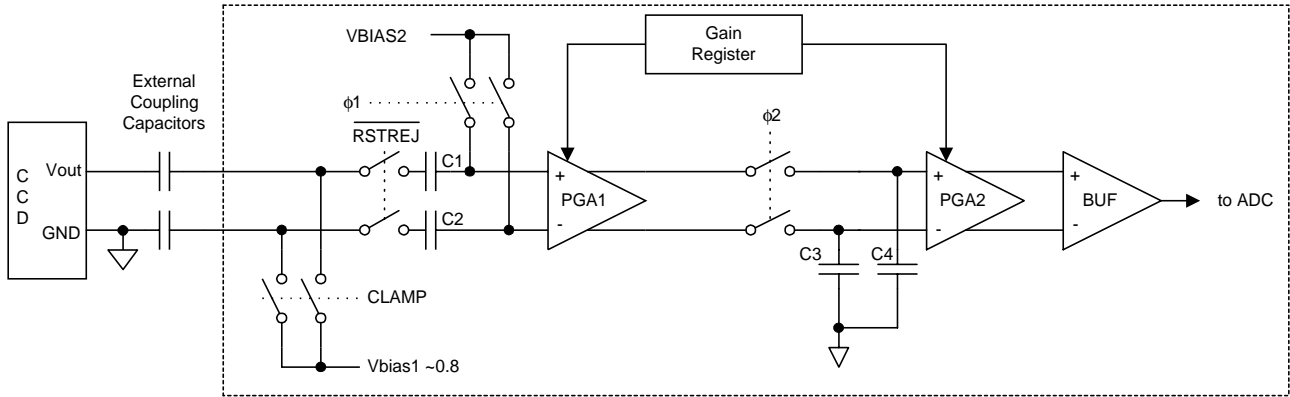 VBIAS2
Gain
Register
External
Coupling
Capacitors
ϕ1
RSTREJ
ϕ2
CCD
Vout
GND
C1
C2
+
PGA1
-
+
PGA2
-
+
BUF
-
to ADC
C3
C4
CLAMP
Vbias1 ~0.8